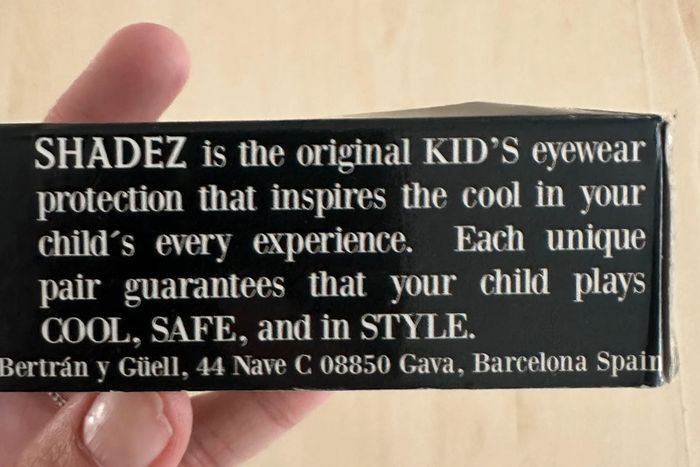 SHADEZ is the original KID'S eyewear
protection that inspires the cool in your
child´s every experience. Each unique
pair guarantees that your child plays
COOL, SAFE, and in STYLE.
Bertrán y Güell, 44 Nave C 08850 Gava, Barcelona Spain